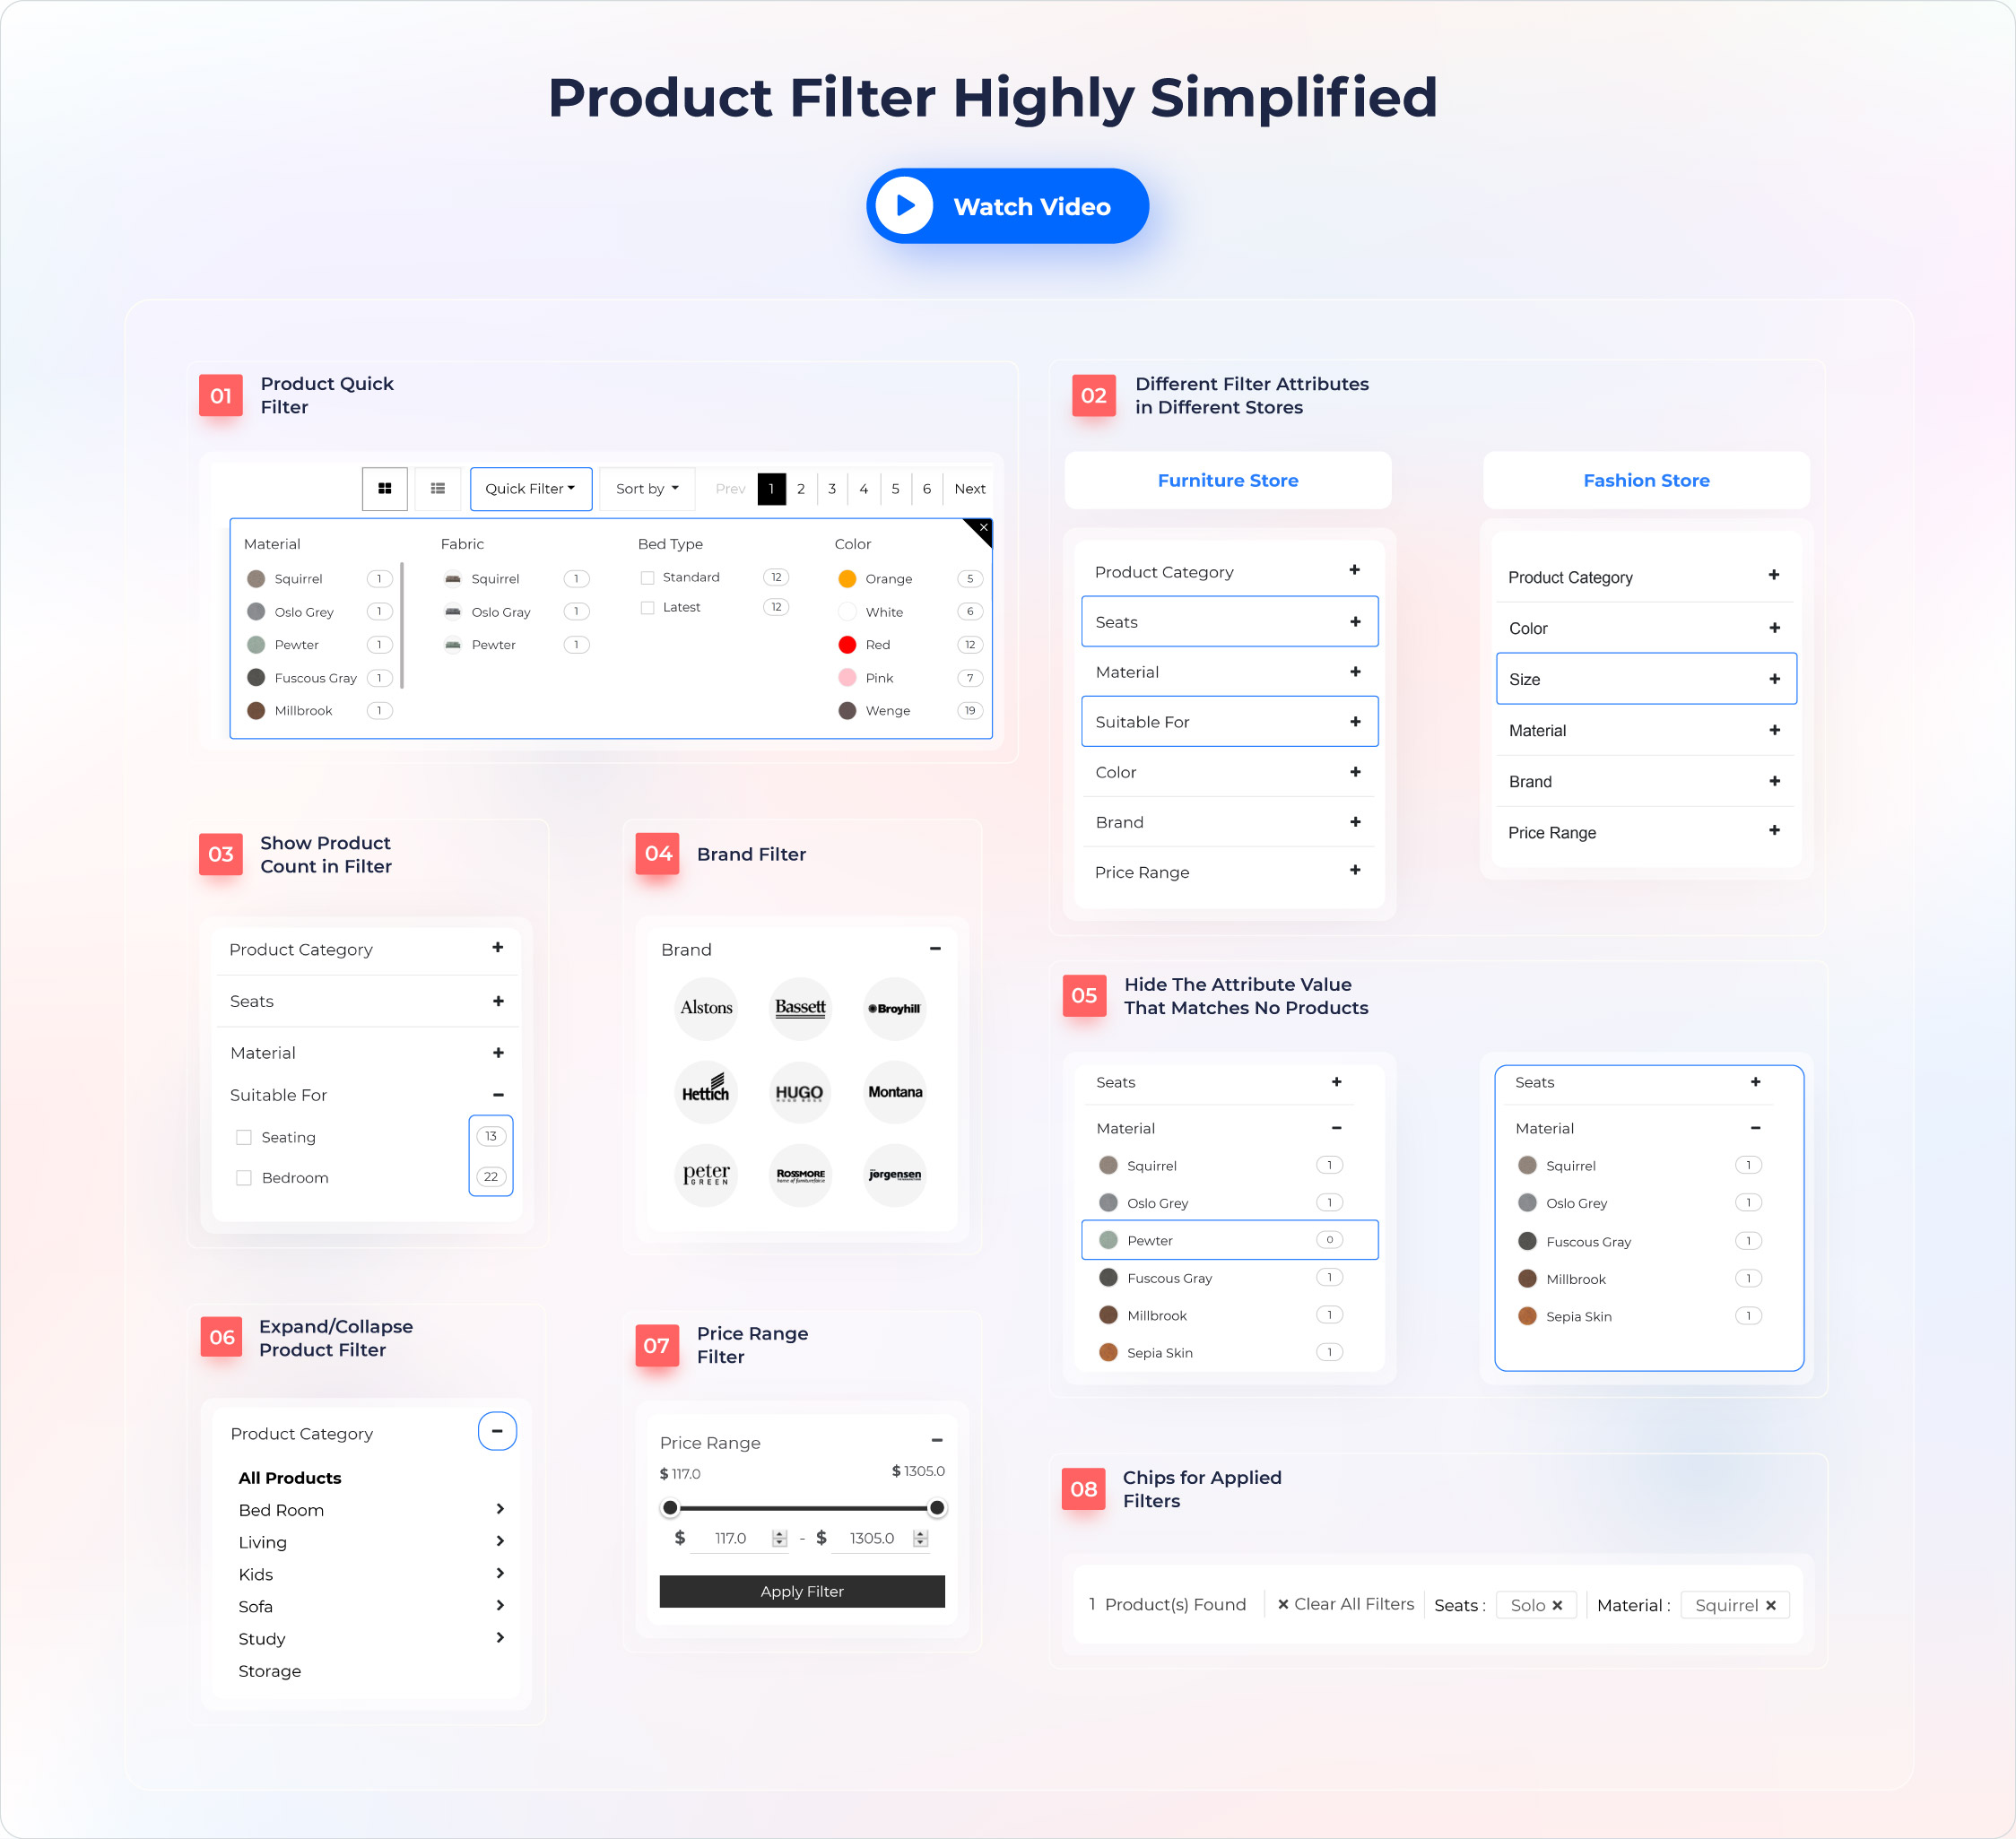 Product Filter Highly Simplified
Watch Video
01
Product Quick
Filter
Quick Filter
Sort by
Prev
1
2
3
4
5
6
Next
Material
Squirrel 1
Oslo Grey 1
Pewter 1
Fuscous Gray 1
Millbrook 1
Fabric
Squirrel 1
Oslo Gray 1
Pewter 1
Bed Type
Standard 12
Latest 12
Color
Orange 5
White 6
Red 12
Pink 7
Wenge 19
02
Different Filter Attributes
in Different Stores
Furniture Store
Product Category +
Seats +
Material +
Suitable For +
Color +
Brand +
Price Range +
Fashion Store
Product Category +
Color +
Size +
Material +
Brand +
Price Range +
03
Show Product
Count in Filter
Product Category +
Seats +
Material +
Suitable For -
Seating 13
Bedroom 22
04
Brand Filter
Brand -
Alstons
Bassett
Broyhill
Hettich
HUGO
HUGO BOSS
Montana
peter
GREEN
ROSSMORE
home of furniture
jørgensen
05
Hide The Attribute Value
That Matches No Products
Seats +
Material -
Squirrel 1
Oslo Grey 1
Pewter 0
Fuscous Gray 1
Millbrook 1
Sepia Skin 1
Seats +
Material -
Squirrel 1
Oslo Grey 1
Fuscous Gray 1
Millbrook 1
Sepia Skin 1
06
Expand/Collapse
Product Filter
Product Category -
All Products
Bed Room
Living
Kids
Sofa
Study
Storage
07
Price Range
Filter
Price Range -
$ 117.0
$ 1305.0
$ 117.0 - $ 1305.0
Apply Filter
08
Chips for Applied
Filters
1 Product(s) Found × Clear All Filters Seats : Solo × Material : Squirrel ×